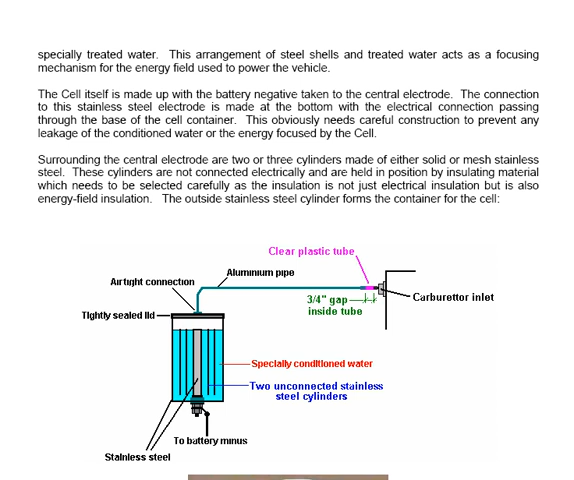 specially treated water. This arrangement of steel shells and treated water acts as a focusing
mechanism for the energy field used to power the vehicle.
The Cell itself is made up with the battery negative taken to the central electrode. The connection
to this stainless steel electrode is made at the bottom with the electrical connection passing
through the base of the cell container. This obviously needs careful construction to prevent any
leakage of the conditioned water or the energy focused by the Cell.
Surrounding the central electrode are two or three cylinders made of either solid or mesh stainless
steel. These cylinders are not connected electrically and are held in position by insulating material
which needs to be selected carefully as the insulation is not just electrical insulation but is also
energy-field insulation. The outside stainless steel cylinder forms the container for the cell:
Clear plastic tube
Aluminium pipe
Airtight connection
3/4" gap
inside tube
Carburettor inlet
Tightly sealed lid
Specially conditioned water
Two unconnected stainless
steel cylinders
To battery minus
Stainless steel